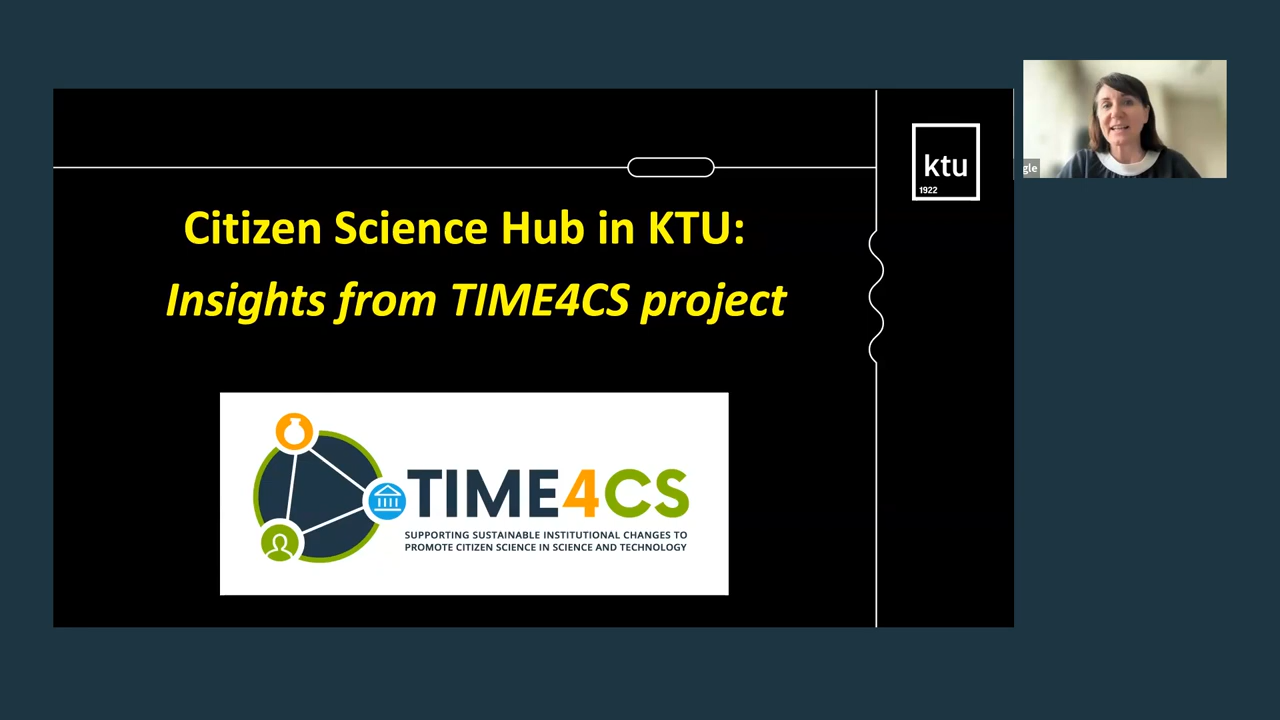 ktu
1922
gle
Citizen Science Hub in KTU:
Insights from TIME4CS project
TIME4CS
SUPPORTING SUSTAINABLE INSTITUTIONAL CHANGES TO
PROMOTE CITIZEN SCIENCE IN SCIENCE AND TECHNOLOGY